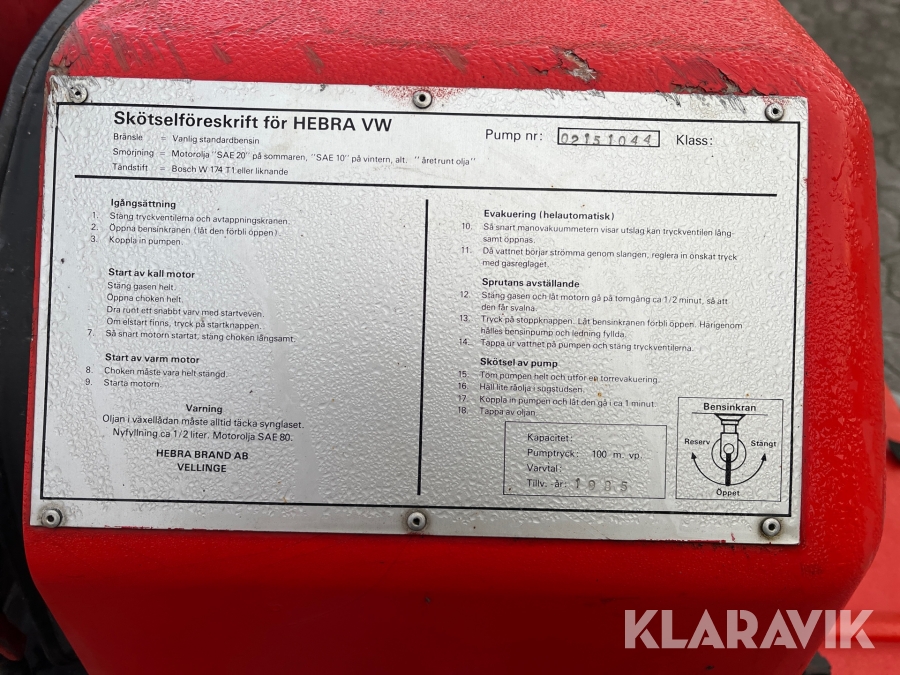 Skötselföreskrift för HEBRA VW
Bränsle = Vanlig standardbensin
Smörjning = Motorolja "SAE 20" på sommaren, "SAE 10" på vintern, alt. "åretrunt olja"
Tändstift = Bosch W 174 T1 eller liknande
Pump nr: 02151044 Klass:
Igångsättning
1. Stäng tryckventilerna och avtappningskranen.
2. Öppna bensinkranen (låt den förbli öppen)
3. Koppla in pumpen.
Start av kall motor
Stäng gasen helt.
Öppna choken helt.
Dra runt ett snabbt varv med startveven.
Om elstart finns, tryck på startknappen.
7. Så snart motorn startat, stäng choken långsamt.
Start av varm motor
8. Choken måste vara helt stängd.
9. Starta motorn.
Varning
Oljan i växellådan måste alltid täcka synglaset.
Nyfyllning ca 1/2 liter. Motorolja SAE 80.
HEBRA BRAND AB
VELLINGE
Evakuering (helautomatisk)
10. Så snart manovakuummetern visar utslag kan tryckventilen lång-
samt öppnas.
11. Då vattnet börjar strömma genom slangen, reglera in önskat tryck
med gasreglaget.
Sprutans avställande
12. Stäng gasen och låt motorn gå på tomgång ca 1/2 minut, så att
den får svalna.
13. Tryck på stoppknappen. Låt bensinkranen förbli öppen. Härigenom
hålles bensinpump och ledning fyllda.
14. Tappa ur vattnet på pumpen och stäng tryckventilerna.
Skötsel av pump
15. Töm pumpen helt och utför en torrevakuering.
16. Häll lite råolja i sugstudsen.
17. Koppla in pumpen och låt den gå i ca 1 minut.
18. Tappa av oljan.
Kapacitet:
Pumptryck: 100 m. vp.
Varvtal:
Tillv.-år: 1985
Bensinkran
Reserv Stängt
Öppet
KLARAVIK